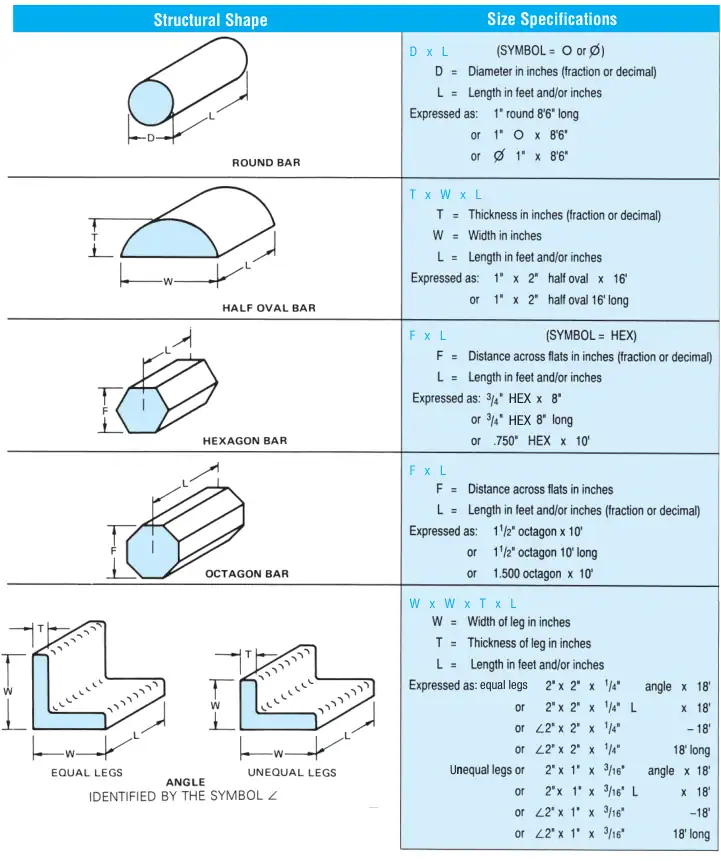 Structural Shape
Size Specifications
L
D
ROUND BAR
D x L (SYMBOL = O or Ø)
D = Diameter in inches (fraction or decimal)
L = Length in feet and/or inches
Expressed as: 1" round 8'6" long
or 1" O x 8'6"
or Ø 1" x 8'6"
T
L
W
HALF OVAL BAR
T x W x L
T = Thickness in inches (fraction or decimal)
W = Width in inches
L = Length in feet and/or inches
Expressed as: 1" x 2" half oval x 16'
or 1" x 2" half oval 16' long
L
F
HEXAGON BAR
F x L (SYMBOL = HEX)
F = Distance across flats in inches (fraction or decimal)
L = Length in feet and/or inches
Expressed as: 3/4" HEX x 8"
or 3/4" HEX 8" long
or .750" HEX x 10'
L
F
OCTAGON BAR
F x L
F = Distance across flats in inches
L = Length in feet and/or inches (fraction or decimal)
Expressed as: 1 1/2" octagon x 10'
or 1 1/2" octagon 10' long
or 1.500 octagon x 10'
T
W
L
W
EQUAL LEGS
T
W
L
W
UNEQUAL LEGS
ANGLE
IDENTIFIED BY THE SYMBOL ∠
W x W x T x L
W = Width of leg in inches
T = Thickness of leg in inches
L = Length in feet and/or inches
Expressed as: equal legs 2" x 2" x 1/4" angle x 18'
or 2" x 2" x 1/4" L x 18'
or ∠2" x 2" x 1/4" – 18'
or ∠2" x 2" x 1/4" 18' long
Unequal legs or 2" x 1" x 3/16" angle x 18'
or 2" x 1" x 3/16" L x 18'
or ∠2" x 1" x 3/16" –18'
or ∠2" x 1" x 3/16" 18' long